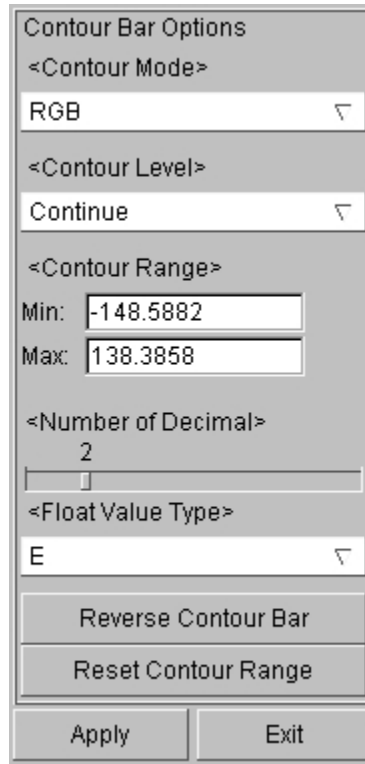 Contour Bar Options
<Contour Mode>
RGB
<Contour Level>
Continue
<Contour Range>
Min: -148.5882
Max: 138.3858
<Number of Decimal>
2
<Float Value Type>
E
Reverse Contour Bar
Reset Contour Range
Apply Exit